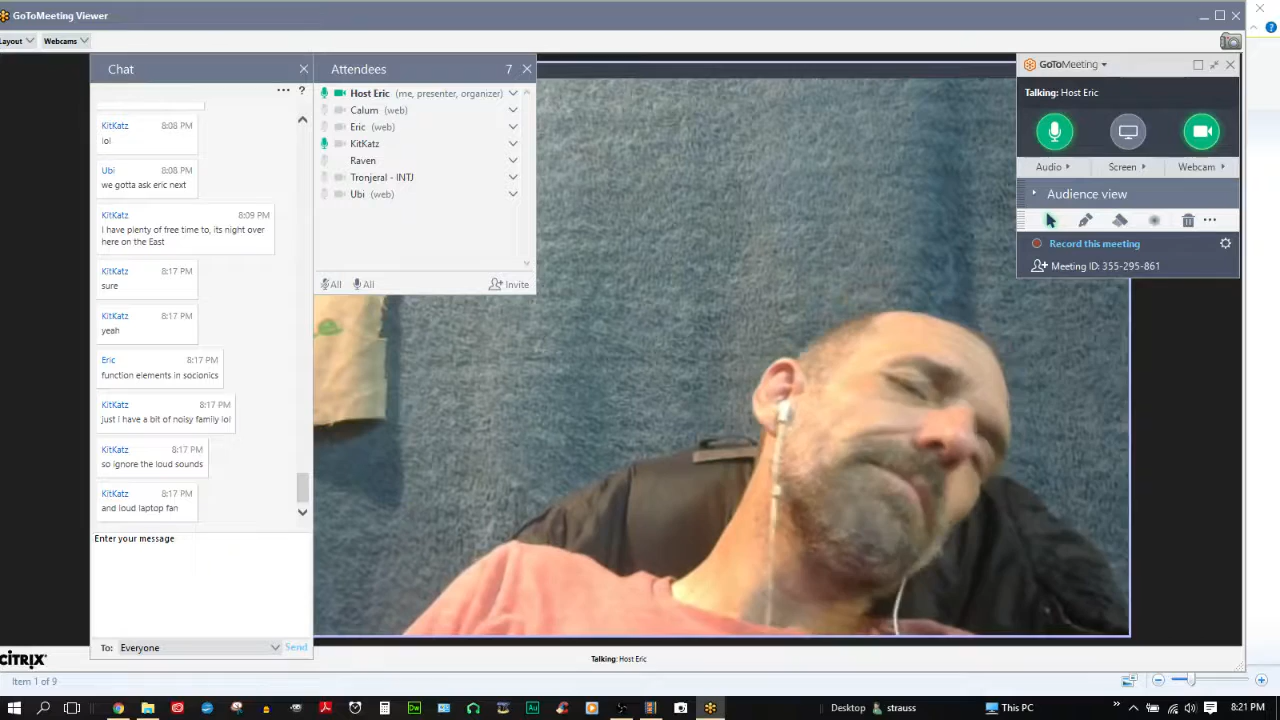 GoToMeeting Viewer
Layout
Webcams
Chat
KitKatz 8:08 PM
lol
Ubi 8:08 PM
we gotta ask eric next
KitKatz 8:09 PM
I have plenty of free time to, its night over
here on the East
KitKatz 8:17 PM
sure
KitKatz 8:17 PM
yeah
Eric 8:17 PM
function elements in socionics
KitKatz 8:17 PM
just i have a bit of noisy family lol
KitKatz 8:17 PM
so ignore the loud sounds
KitKatz 8:17 PM
and loud laptop fan
Enter your message
To: Everyone
Send
Attendees 7
Host Eric (me, presenter, organizer)
Calum (web)
Eric (web)
KitKatz
Raven
Tronjeral - INTJ
Ubi (web)
All
All
Invite
GoToMeeting
Talking: Host Eric
Audio
Screen
Webcam
Audience view
Record this meeting
Meeting ID: 355-295-861
CITRIX
Talking: Host Eric
Item 1 of 9
Dw
Au
Desktop
strauss
This PC
8:21 PM